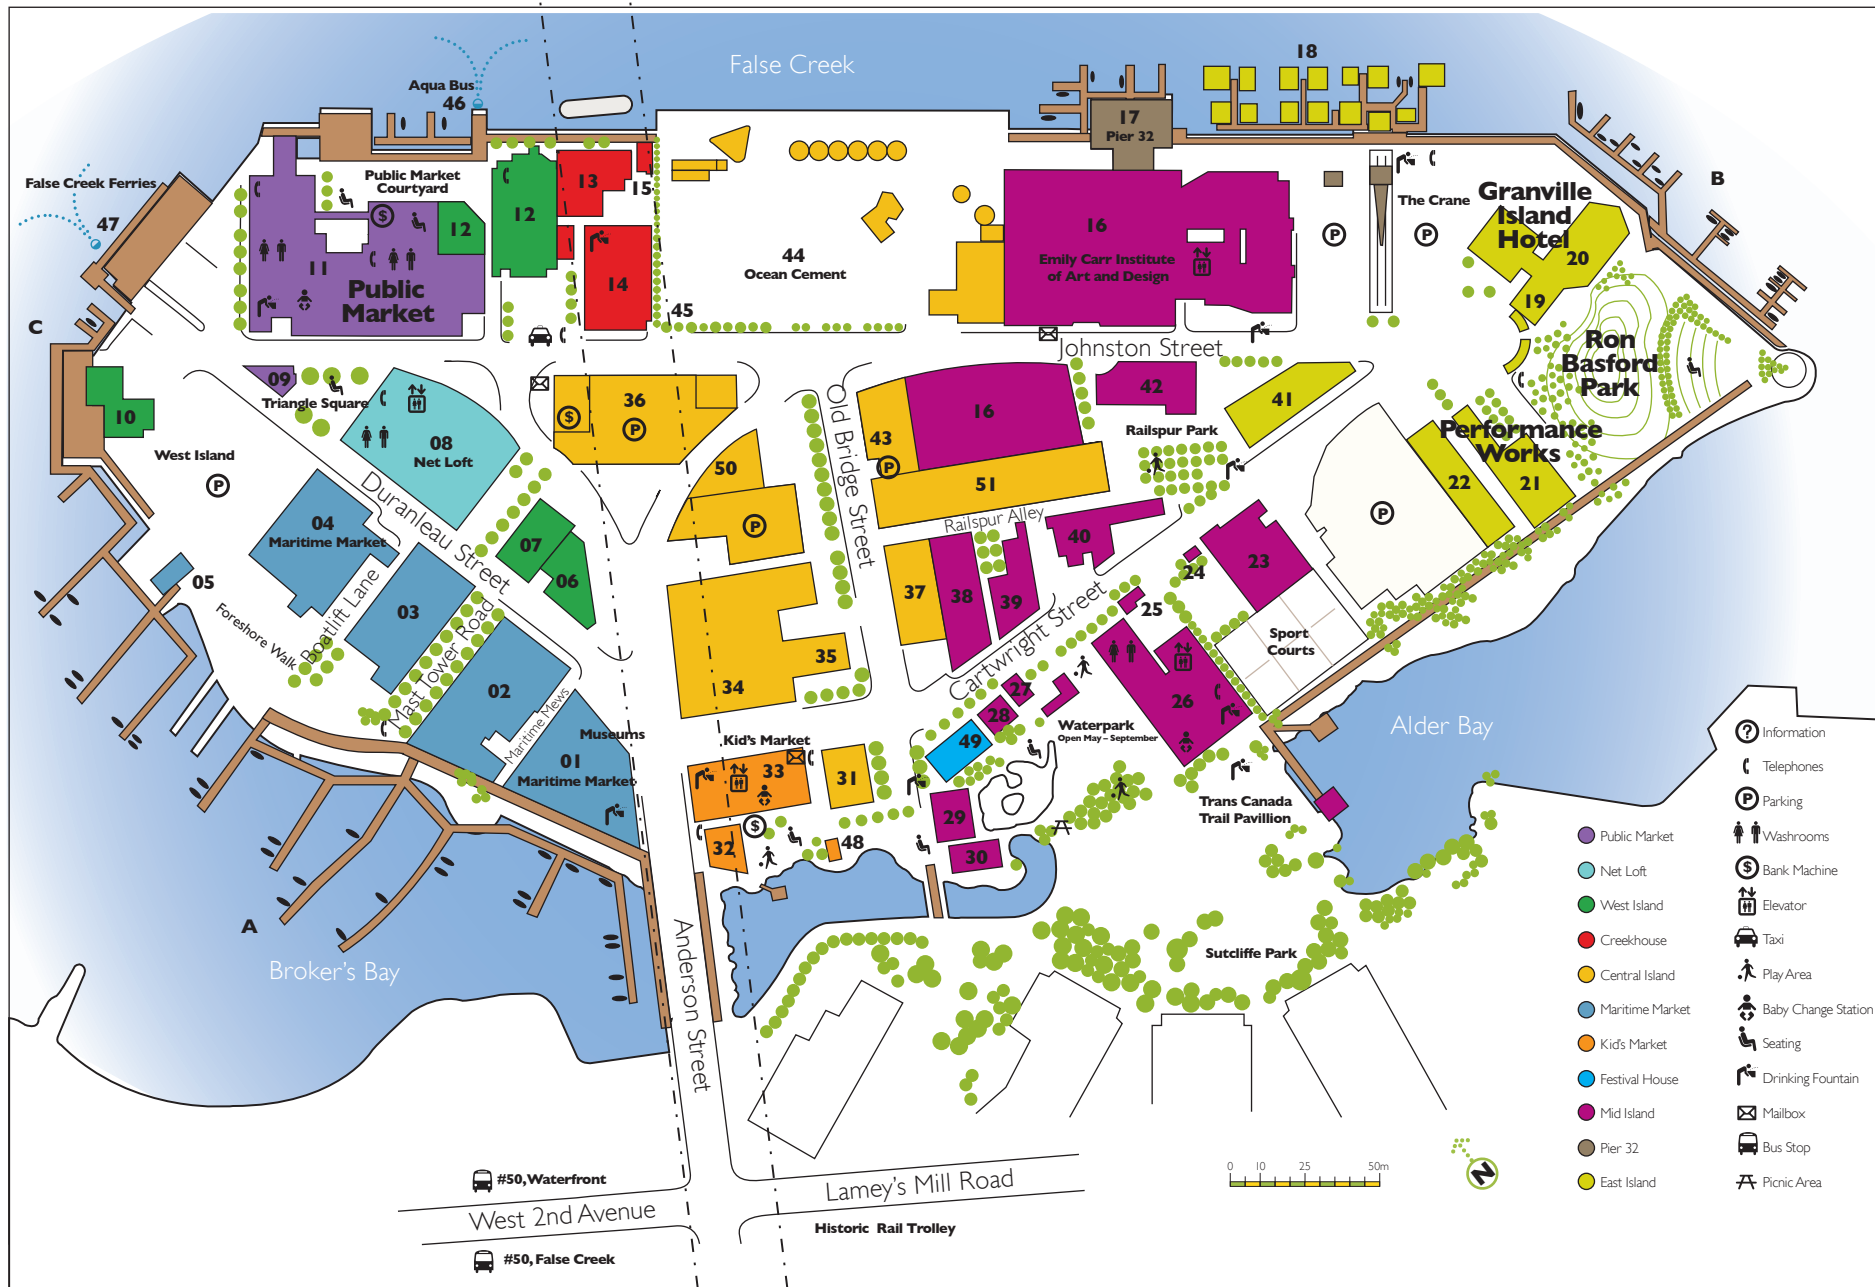 False Creek
Aqua Bus
46
18
17
Pier 32
B
False Creek Ferries
47
Public Market
Courtyard
$
12
12
13
15
14
11
Public
Market
44
Ocean Cement
45
16
Emily Carr Institute
of Art and Design
The Crane
P
P
Granville
Island
Hotel
20
19
C
Johnston Street
Ron
Basford
Park
09
Triangle Square
10
08
Net Loft
36
$
P
Old Bridge Street
43
P
16
42
41
Railspur Park
Performance
Works
West Island
P
50
P
51
22
21
P
Duranleau Street
04
Maritime Market
07
06
Railspur Alley
40
23
24
05
03
Foreshore Walk
Boatlift Lane
Mast Tower Road
37
38
39
25
Sport
Courts
35
34
Cartwright Street
02
Maritime Mews
27
28
26
Waterpark
Open May – September
Alder Bay
Museums
01
Maritime Market
Kid's Market
33
31
49
$
32
48
29
30
Trans Canada
Trail Pavillion
A
Broker's Bay
Anderson Street
Sutcliffe Park
? Information
Telephones
P Parking
Washrooms
$ Bank Machine
Elevator
Taxi
Play Area
Baby Change Station
Seating
Drinking Fountain
Mailbox
Bus Stop
Picnic Area
Public Market
Net Loft
West Island
Creekhouse
Central Island
Maritime Market
Kid's Market
Festival House
Mid Island
Pier 32
East Island
0 10 25 50m
N
#50, Waterfront
West 2nd Avenue
Lamey's Mill Road
Historic Rail Trolley
#50, False Creek